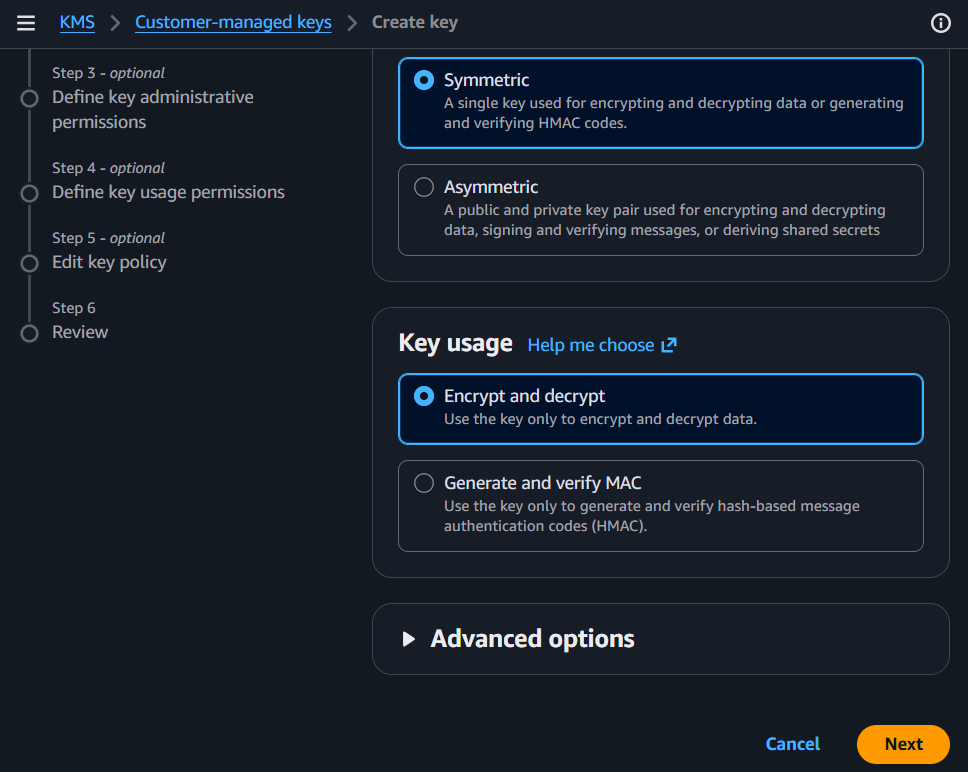 KMS > Customer-managed keys > Create key
Step 3 - optional
Define key administrative
permissions
Step 4 - optional
Define key usage permissions
Step 5 - optional
Edit key policy
Step 6
Review
Symmetric
A single key used for encrypting and decrypting data or generating
and verifying HMAC codes.
Asymmetric
A public and private key pair used for encrypting and decrypting
data, signing and verifying messages, or deriving shared secrets
Key usage Help me choose
Encrypt and decrypt
Use the key only to encrypt and decrypt data.
Generate and verify MAC
Use the key only to generate and verify hash-based message
authentication codes (HMAC).
Advanced options
Cancel Next